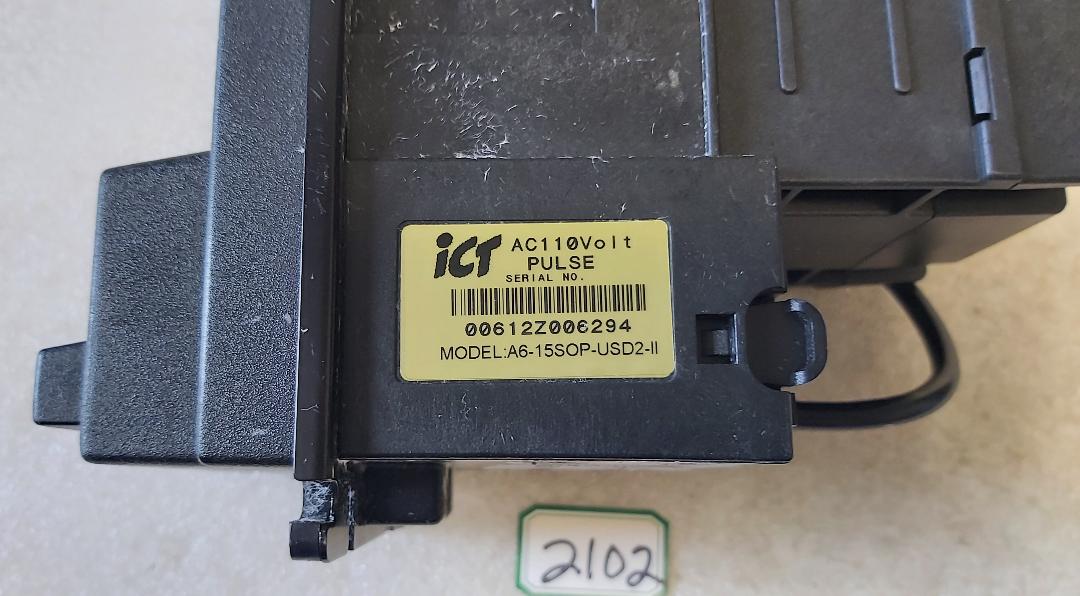 iCT AC110Volt
PULSE
SERIAL NO.
00612Z006294
MODEL:A6-15SOP-USD2-II
2102